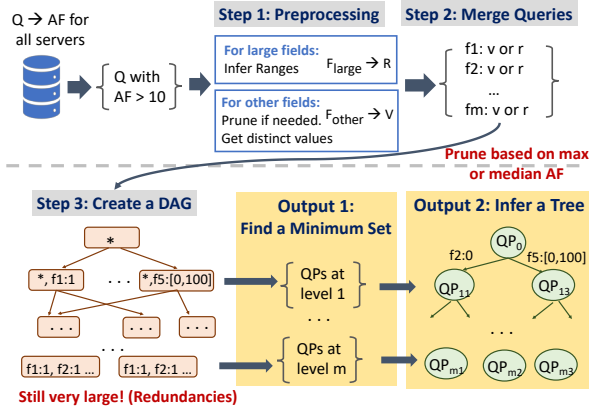 Q → AF for
all servers
Q with
AF > 10
Step 1: Preprocessing
For large fields:
Infer Ranges F_large → R
For other fields:
Prune if needed. F_other → V
Get distinct values
Step 2: Merge Queries
f1: v or r
f2: v or r
...
fm: v or r
Prune based on max
or median AF
Step 3: Create a DAG
*
*, f1:1
. . .
*,f5:[0,100]
. . .
. . .
. . .
. . .
f1:1, f2:1 ...
f1:1, f2:1 ...
Still very large! (Redundancies)
Output 1:
Find a Minimum Set
QPs at
level 1
. . .
QPs at
level m
Output 2: Infer a Tree
QP0
f2:0
f5:[0,100]
QP11
QP13
. . .
QPm1
QPm2
QPm3